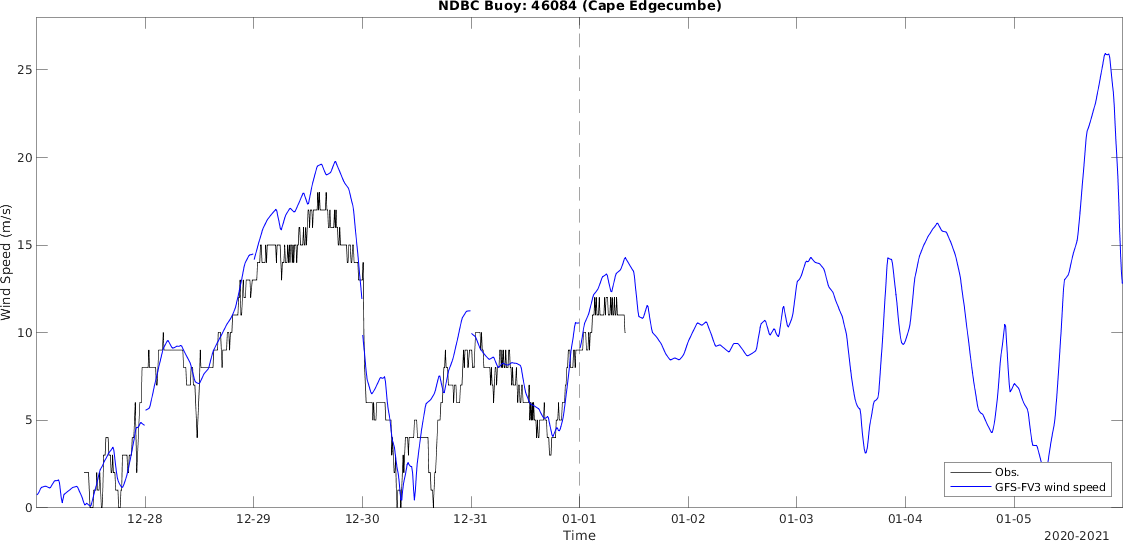 NDBC Buoy: 46084 (Cape Edgecumbe)
25
20
15
10
5
0
Wind Speed (m/s)
12-28 12-29 12-30 12-31 01-01 01-02 01-03 01-04 01-05
Time
2020-2021
Obs.
GFS-FV3 wind speed